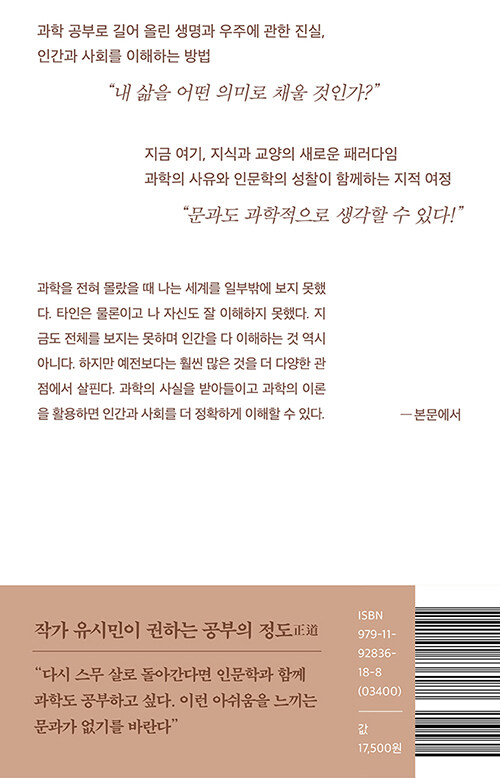 과학 공부로 길어 올린 생명과 우주에 관한 진실,
인간과 사회를 이해하는 방법
“내 삶을 어떤 의미로 채울 것인가?”
지금 여기, 지식과 교양의 새로운 패러다임
과학의 사유와 인문학의 성찰이 함께하는 지적 여정
“문과도 과학적으로 생각할 수 있다!”
과학을 전혀 몰랐을 때 나는 세계를 일부밖에 보지 못했
다. 타인은 물론이고 나 자신도 잘 이해하지 못했다. 지
금도 전체를 보지는 못하며 인간을 다 이해하는 것 역시
아니다. 하지만 예전보다는 훨씬 많은 것을 더 다양한 관
점에서 살핀다. 과학의 사실을 받아들이고 과학의 이론
을 활용하면 인간과 사회를 더 정확하게 이해할 수 있다.
—본문에서
작가 유시민이 권하는 공부의 정도正道
“다시 스무 살로 돌아간다면 인문학과 함께
과학도 공부하고 싶다. 이런 아쉬움을 느끼는
문과가 없기를 바란다”
ISBN
979-11-
92836-
18-8
(03400)
값
17,500원